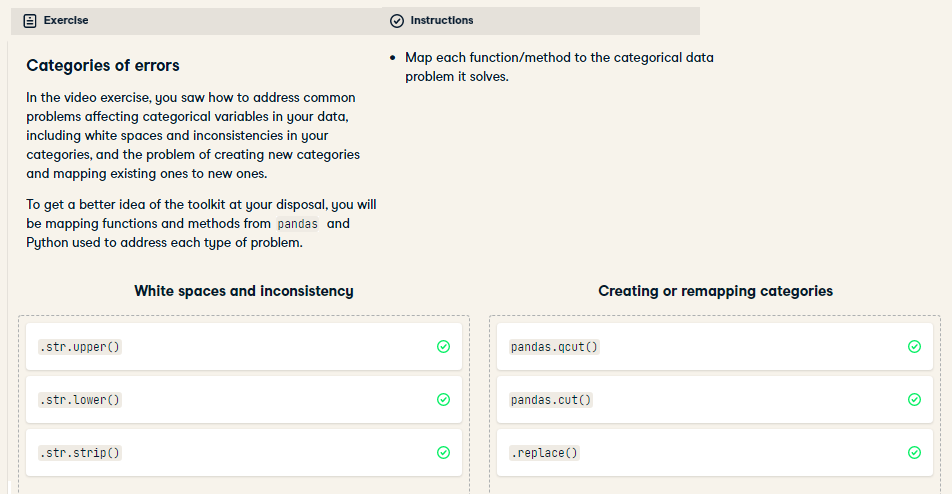 Exercise
Instructions
Categories of errors
In the video exercise, you saw how to address common
problems affecting categorical variables in your data,
including white spaces and inconsistencies in your
categories, and the problem of creating new categories
and mapping existing ones to new ones.
To get a better idea of the toolkit at your disposal, you will
be mapping functions and methods from pandas and
Python used to address each type of problem.
• Map each function/method to the categorical data
problem it solves.
White spaces and inconsistency
.str.upper()
.str.lower()
.str.strip()
Creating or remapping categories
pandas.qcut()
pandas.cut()
.replace()